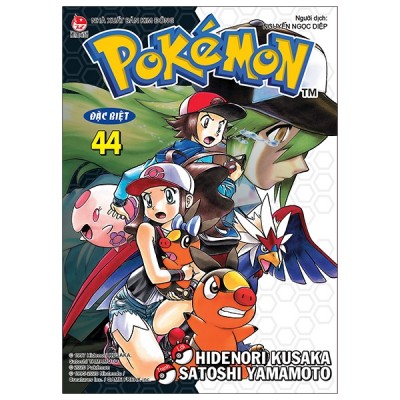 NHÀ XUẤT BẢN KIM ĐỒNG
Người dịch:
NGUYỄN NGỌC DIỆP
POKÉMON
TM
ĐẶC BIỆT
44
HIDENORI KUSAKA
SATOSHI YAMAMOTO